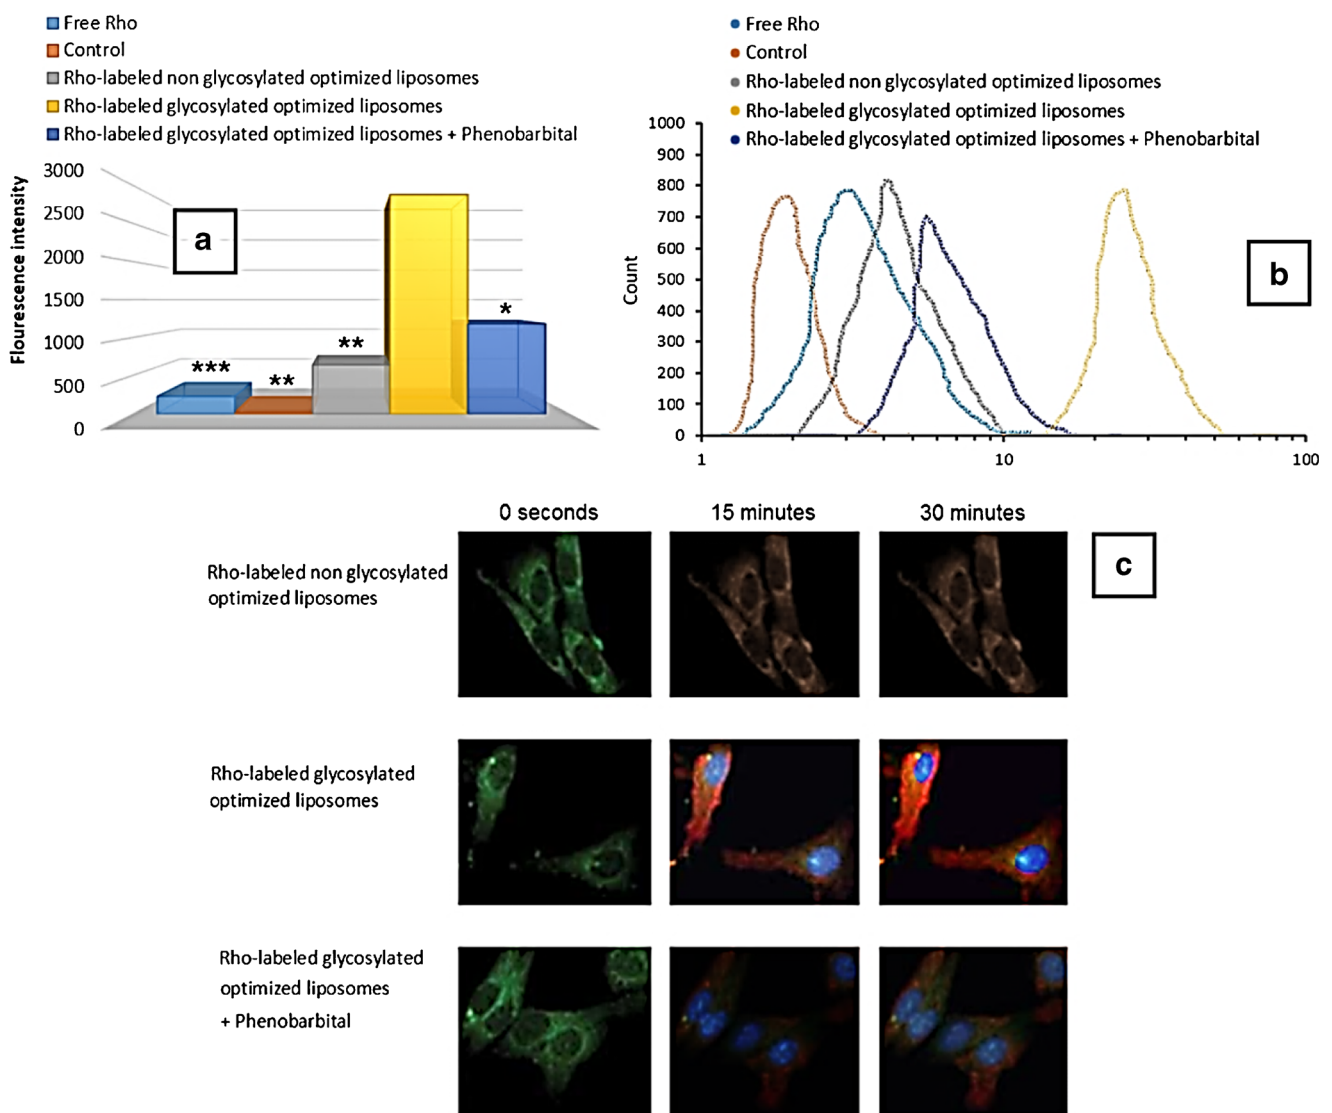 Free Rho
Control
Rho-labeled non glycosylated optimized liposomes
Rho-labeled glycosylated optimized liposomes
Rho-labeled glycosylated optimized liposomes + Phenobarbital
3000
2500
2000
1500
1000
500
0
Flourescence intensity
a
***
**
**
*
Free Rho
Control
Rho-labeled non glycosylated optimized liposomes
Rho-labeled glycosylated optimized liposomes
Rho-labeled glycosylated optimized liposomes + Phenobarbital
1000
900
800
700
600
500
400
300
200
100
0
Count
1
10
100
b
0 seconds
15 minutes
30 minutes
c
Rho-labeled non glycosylated
optimized liposomes
Rho-labeled glycosylated
optimized liposomes
Rho-labeled glycosylated
optimized liposomes
+ Phenobarbital